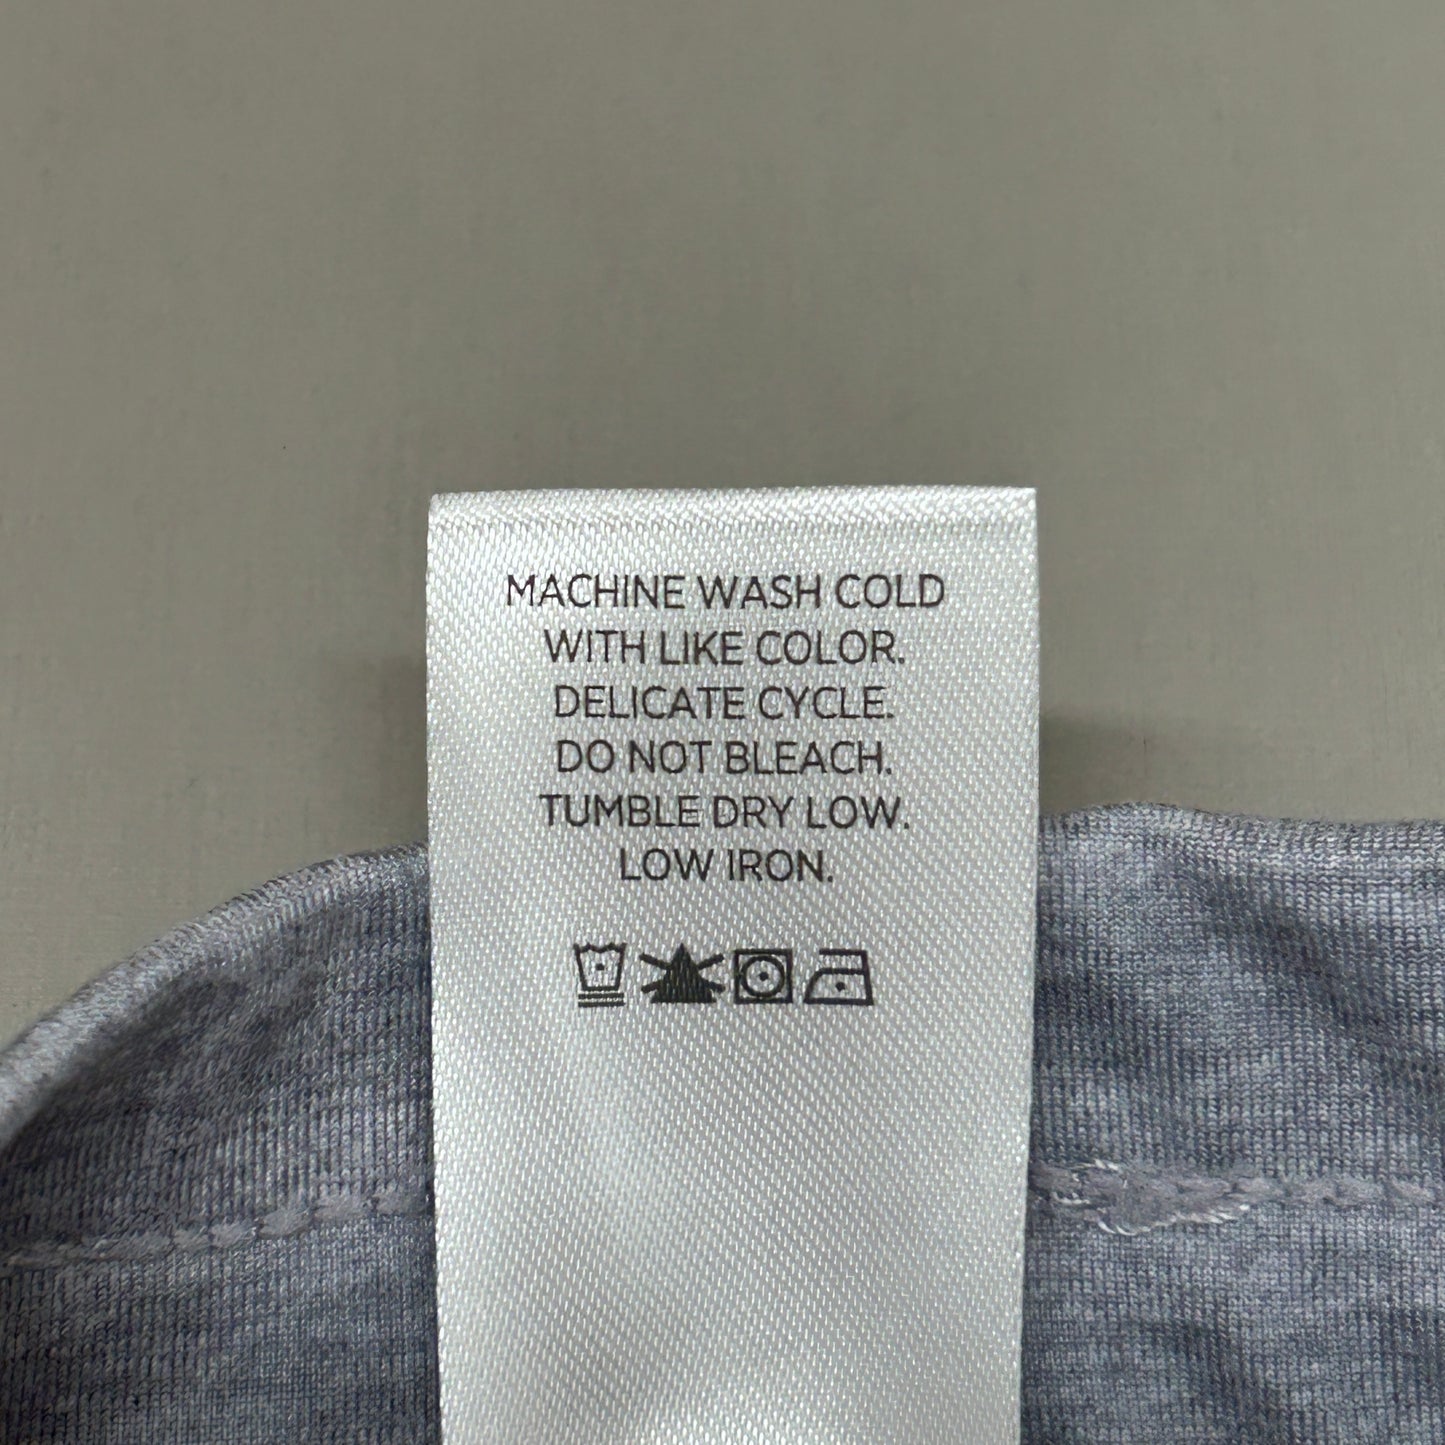 MACHINE WASH COLD
WITH LIKE COLOR.
DELICATE CYCLE.
DO NOT BLEACH.
TUMBLE DRY LOW.
LOW IRON.